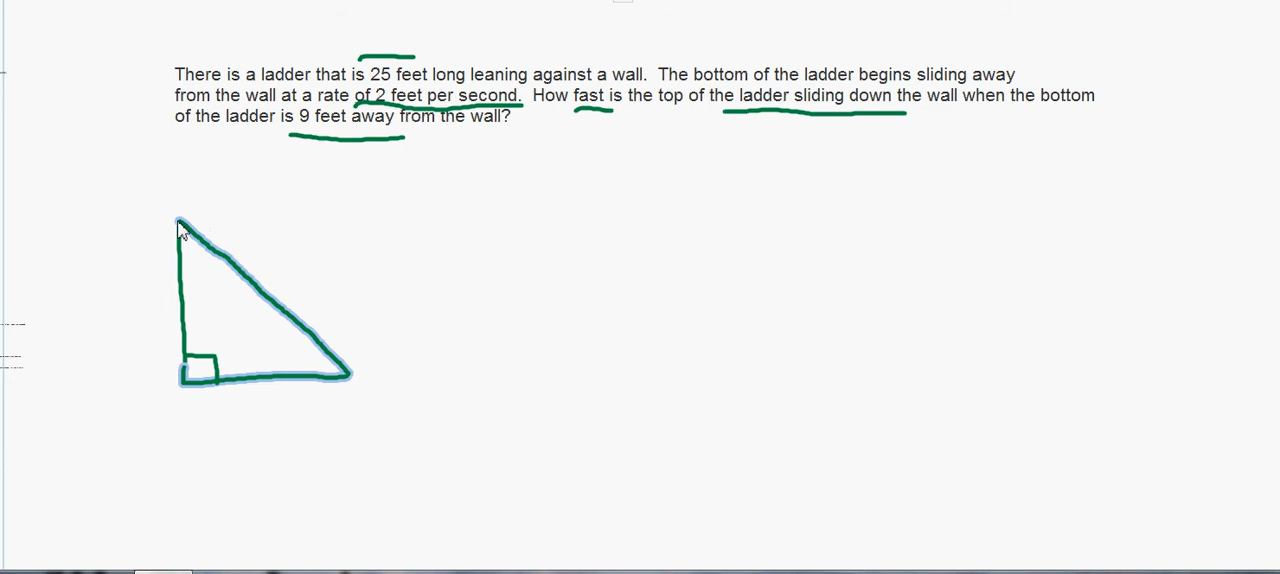 There is a ladder that is 25 feet long leaning against a wall.  The bottom of the ladder begins sliding away
from the wall at a rate of 2 feet per second.  How fast is the top of the ladder sliding down the wall when the bottom
of the ladder is 9 feet away from the wall?